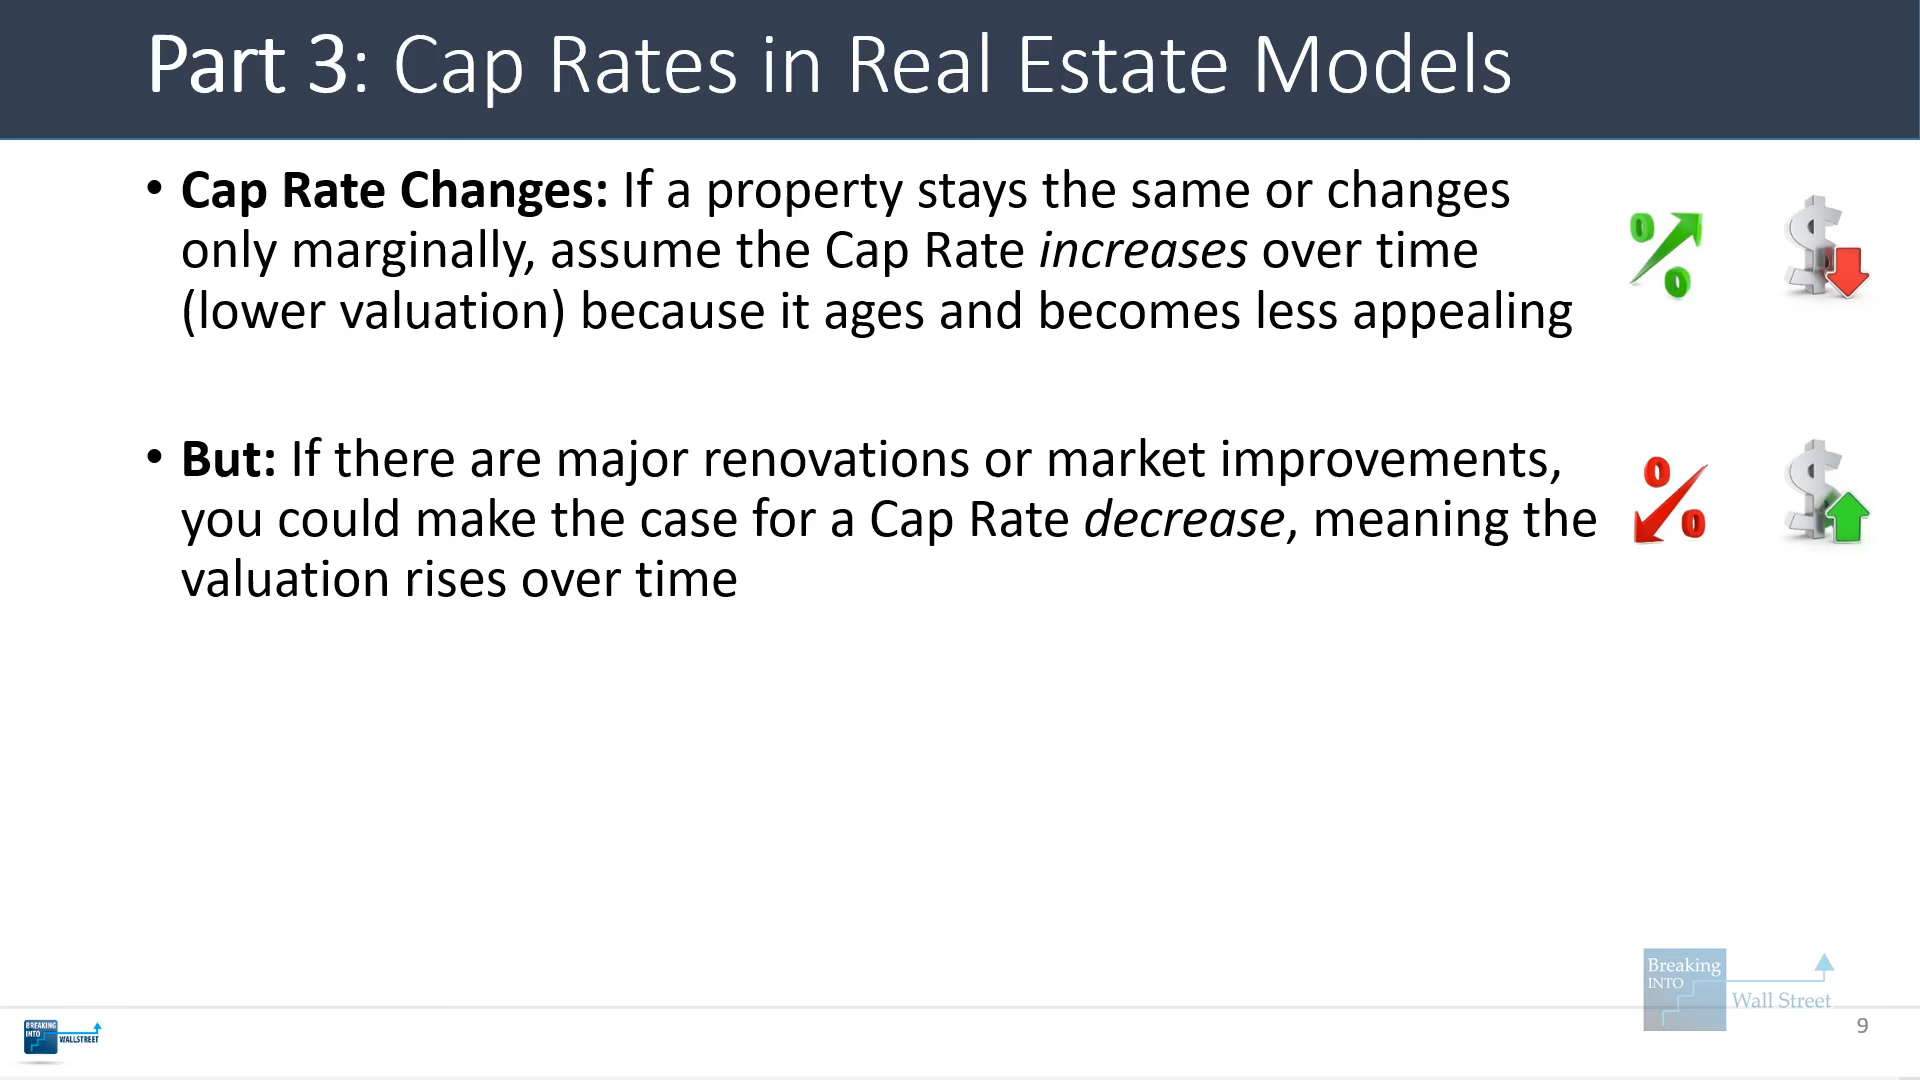 Part 3: Cap Rates in Real Estate Models
• Cap Rate Changes: If a property stays the same or changes
only marginally, assume the Cap Rate increases over time
(lower valuation) because it ages and becomes less appealing
• But: If there are major renovations or market improvements,
you could make the case for a Cap Rate decrease, meaning the
valuation rises over time
Breaking
INTO
Wall Street
BREAKING
INTO
WALLSTREET
9